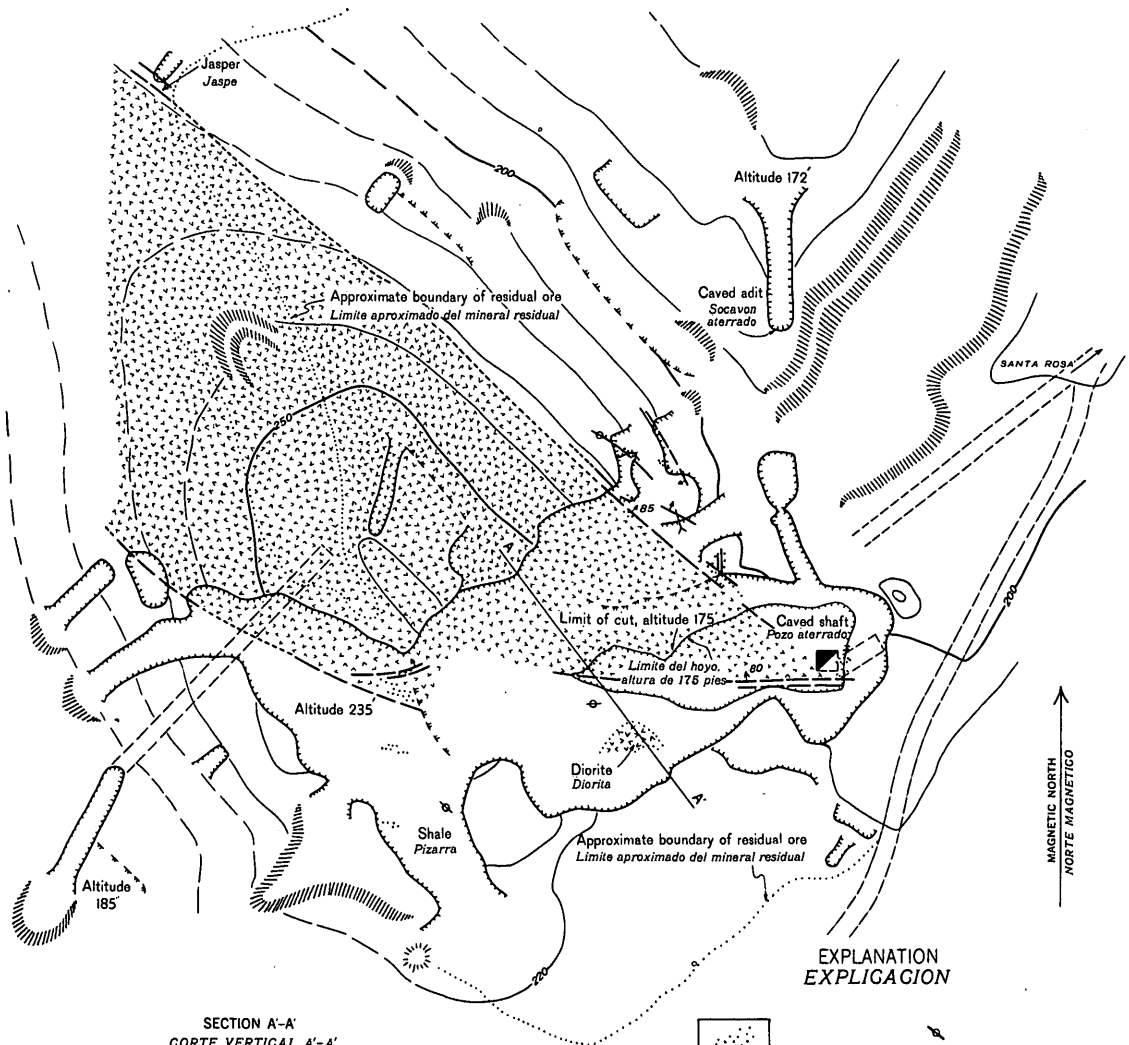 Jasper
Jaspe
200
Altitude 172
Caved adit
Socavon
aterrado
Approximate boundary of residual ore
Limite aproximado del mineral residual
SANTA ROSA
250
85
A
200
Limit of cut, altitude 175
Caved shaft
Pozo aterrado
Limite del hoyo,
altura de 175 pies
80
Altitude 235
Diorite
Diorita
A'
Shale
Pizarra
Approximate boundary of residual ore
Limite aproximado del mineral residual
MAGNETIC NORTH
NORTE MAGNETICO
Altitude
185
220
EXPLANATION
EXPLICACION
SECTION A'-A'
CORTE VERTICAL A'-A'